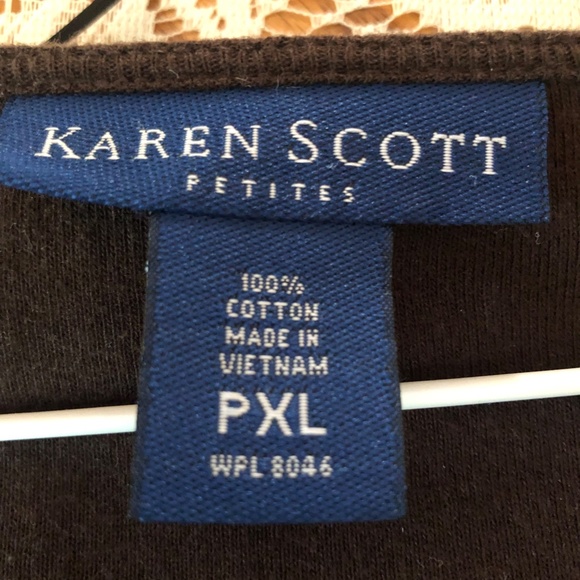 KAREN SCOTT
PETITES
100%
COTTON
MADE IN
VIETNAM
PXL
WPL 8046